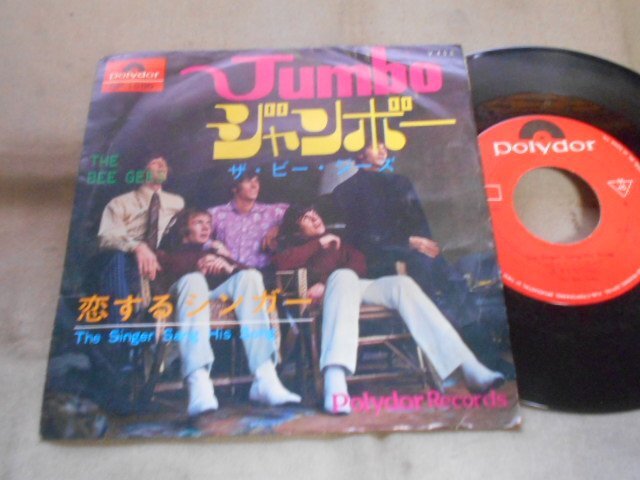 Jumbo
polydor
ジャンボー
ザ・ビー・ジーズ
THE
BEE GEES
恋するシンガー
The Singer Sang His Song
Polydor Records
Polydor